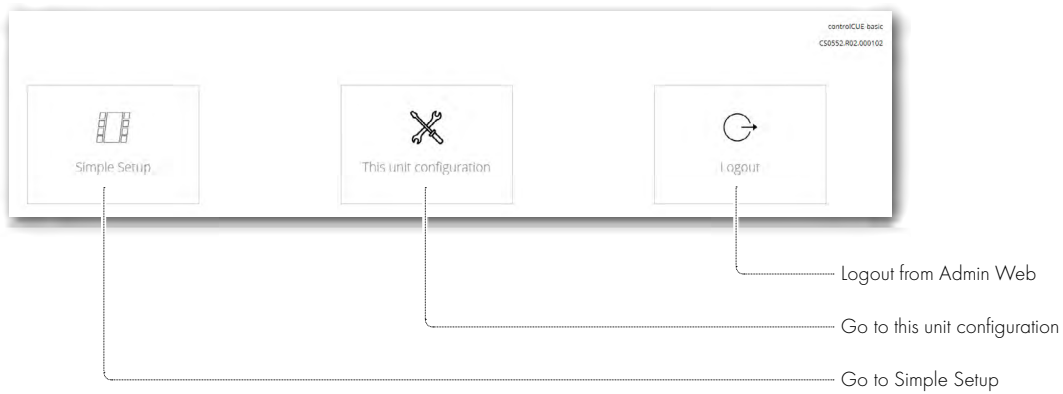 controlCUE basic
CS0552.R02.000102
Simple Setup
This unit configuration
Logout
Logout from Admin Web
Go to this unit configuration
Go to Simple Setup